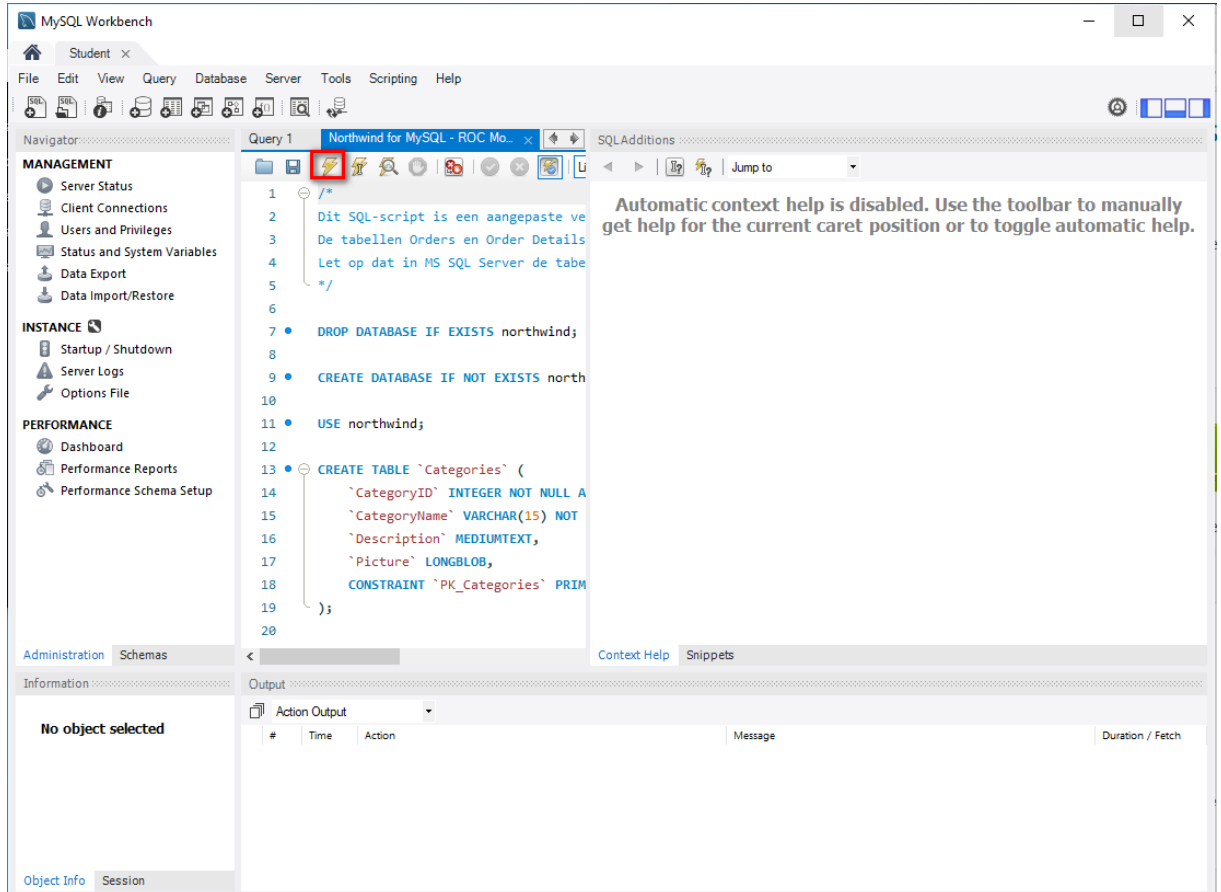 MySQL Workbench
Student
File Edit View Query Database Server Tools Scripting Help
Navigator
MANAGEMENT
Server Status
Client Connections
Users and Privileges
Status and System Variables
Data Export
Data Import/Restore
INSTANCE
Startup / Shutdown
Server Logs
Options File
PERFORMANCE
Dashboard
Performance Reports
Performance Schema Setup
Administration Schemas
Query 1 Northwind for MySQL - ROC Mo...
Li
1 /*
2 Dit SQL-script is een aangepaste ve
3 De tabellen Orders en Order Details
4 Let op dat in MS SQL Server de tabe
5 */
6
7 DROP DATABASE IF EXISTS northwind;
8
9 CREATE DATABASE IF NOT EXISTS north
10
11 USE northwind;
12
13 CREATE TABLE `Categories` (
14 `CategoryID` INTEGER NOT NULL A
15 `CategoryName` VARCHAR(15) NOT
16 `Description` MEDIUMTEXT,
17 `Picture` LONGBLOB,
18 CONSTRAINT `PK_Categories` PRIM
19 );
20
SQLAdditions
Jump to
Automatic context help is disabled. Use the toolbar to manually
get help for the current caret position or to toggle automatic help.
Context Help Snippets
Information
No object selected
Object Info Session
Output
Action Output
# Time Action Message Duration / Fetch